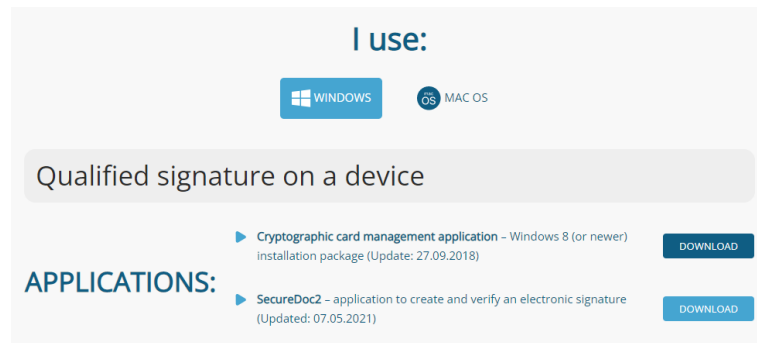 I use:
WINDOWS
macOS MAC OS
Qualified signature on a device
APPLICATIONS:
Cryptographic card management application – Windows 8 (or newer)
installation package (Update: 27.09.2018)
DOWNLOAD
SecureDoc2 – application to create and verify an electronic signature
(Updated: 07.05.2021)
DOWNLOAD